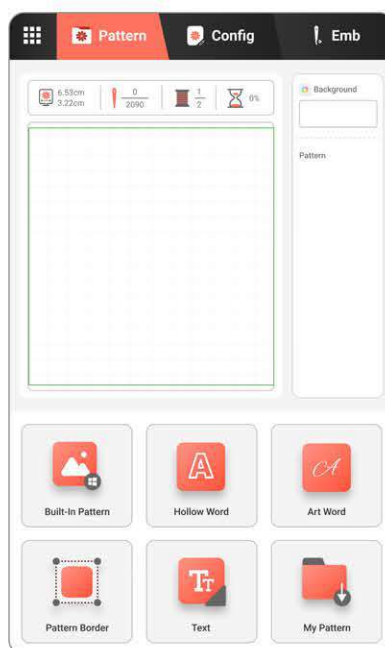 Pattern
Config
Emb
6.53cm
3.22cm
0
2090
1
2
0%
Background
Pattern
Built-In Pattern
Hollow Word
Art Word
Pattern Border
Text
My Pattern